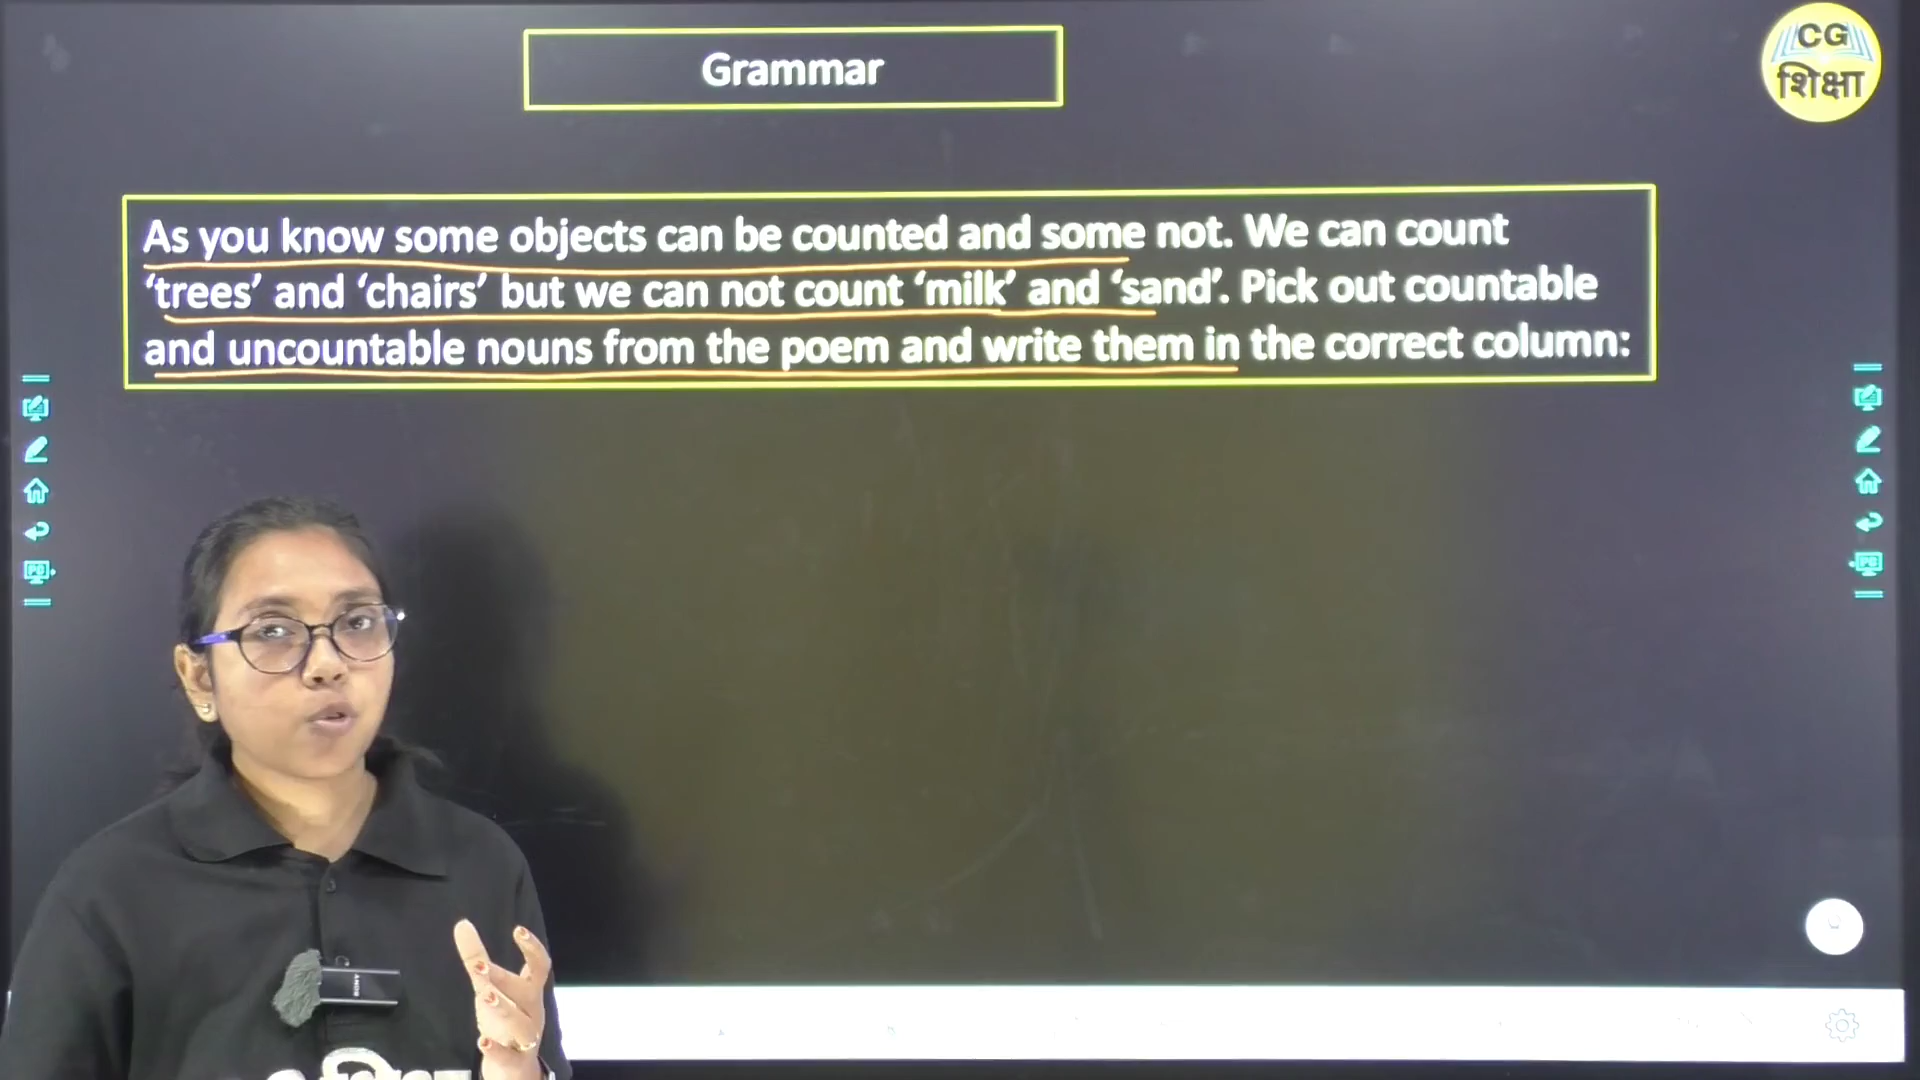 Grammar
CG
शिक्षा
As you know some objects can be counted and some not. We can count
‘trees’ and ‘chairs’ but we can not count ‘milk’ and ‘sand’. Pick out countable
and uncountable nouns from the poem and write them in the correct column:
SONY